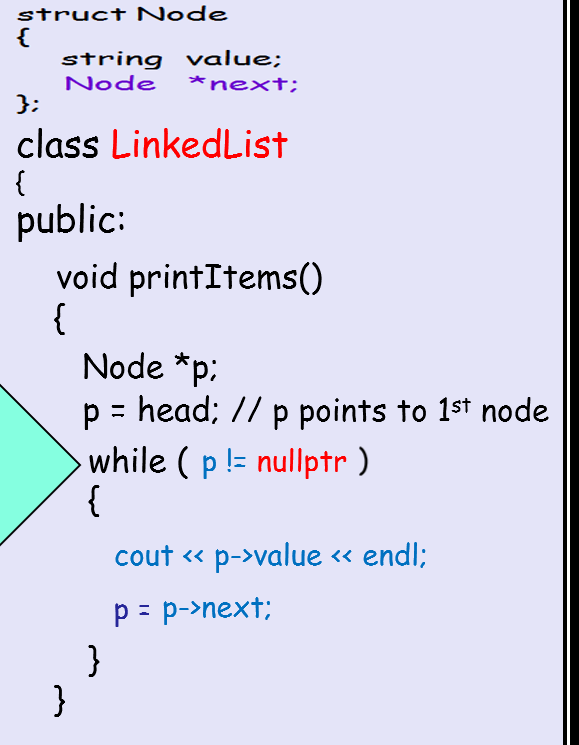 struct Node
{
string value;
Node *next;
};
class LinkedList
{
public:
void printItems()
{
Node *p;
p = head; // p points to 1st node
while ( p != nullptr )
{
cout << p->value << endl;
p = p->next;
}
}